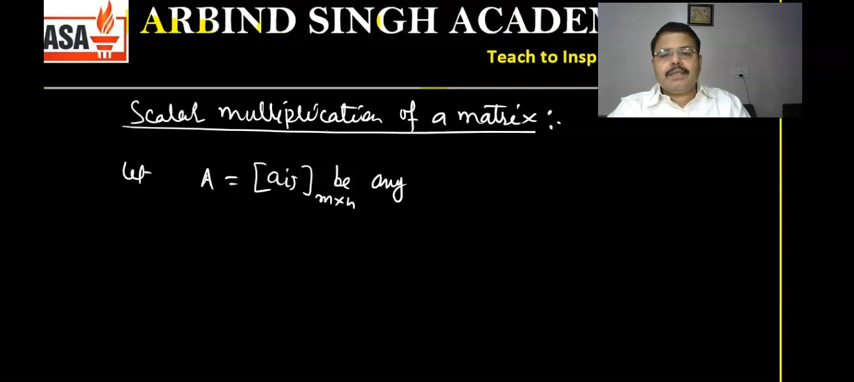 ASA
ARBIND SINGH ACADEM
Teach to Insp
Scalar multiplication of a matrix :-
Let A = [aij]m×n be any